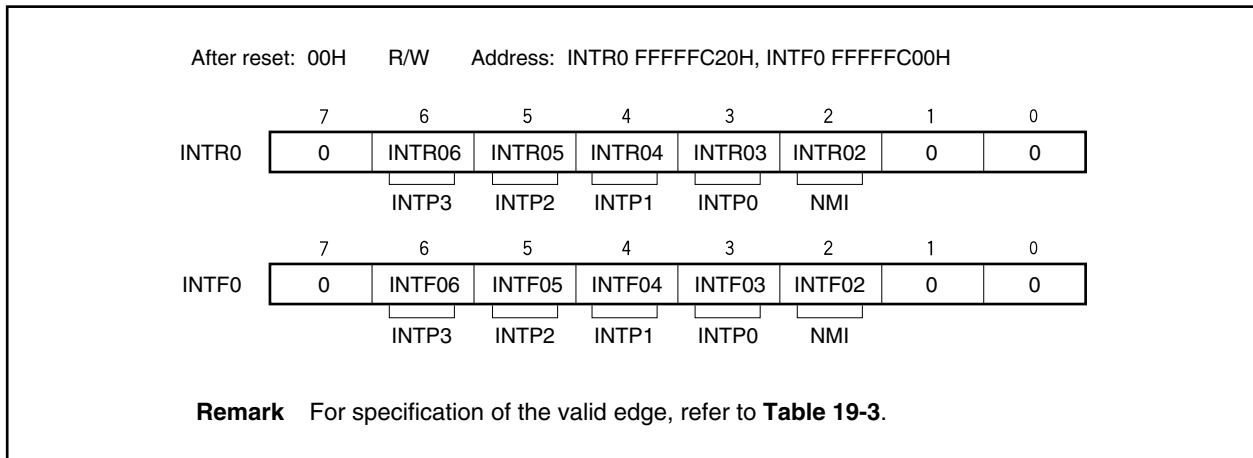 After reset: 00H R/W Address: INTR0 FFFFFC20H, INTF0 FFFFFC00H
7 6 5 4 3 2 1 0
INTR0 0 INTR06 INTR05 INTR04 INTR03 INTR02 0 0
INTP3 INTP2 INTP1 INTP0 NMI
7 6 5 4 3 2 1 0
INTF0 0 INTF06 INTF05 INTF04 INTF03 INTF02 0 0
INTP3 INTP2 INTP1 INTP0 NMI
Remark For specification of the valid edge, refer to Table 19-3.